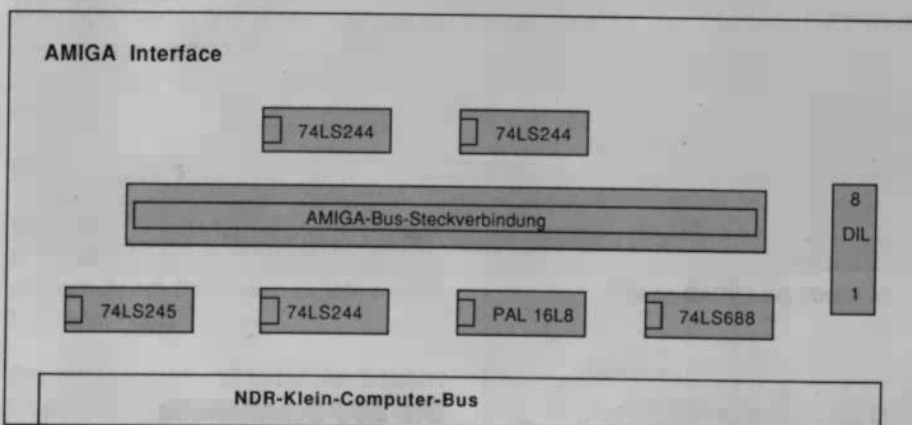 AMIGA Interface
74LS244 74LS244
AMIGA-Bus-Steckverbindung
8
DIL
1
74LS245 74LS244 PAL 16L8 74LS688
NDR-Klein-Computer-Bus